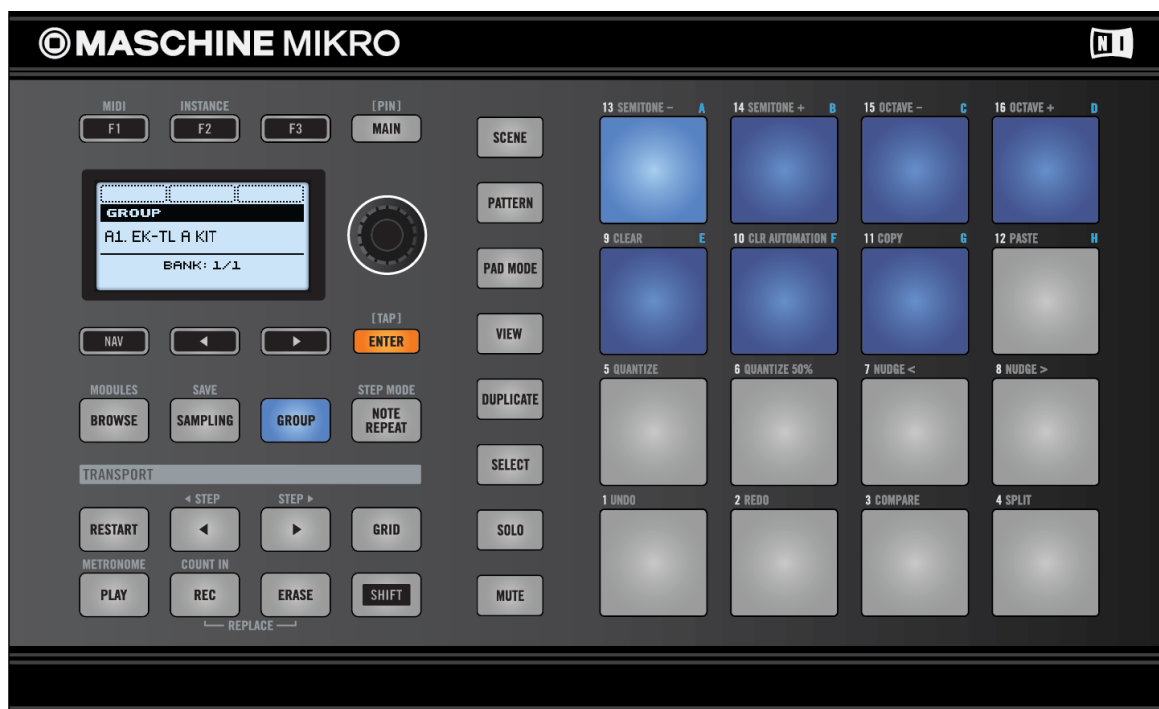 MASCHINE MIKRO
NI
MIDI INSTANCE [PIN]
F1 F2 F3 MAIN
GROUP
A1. EK-TL A KIT
BANK: 1/1
[TAP]
NAV ENTER
MODULES SAVE STEP MODE
BROWSE SAMPLING GROUP NOTE REPEAT
TRANSPORT
STEP STEP
RESTART GRID
METRONOME COUNT IN
PLAY REC ERASE SHIFT
REPLACE
SCENE
PATTERN
PAD MODE
VIEW
DUPLICATE
SELECT
SOLO
MUTE
13 SEMITONE - A 14 SEMITONE + B 15 OCTAVE - C 16 OCTAVE + D
9 CLEAR E 10 CLR AUTOMATION F 11 COPY G 12 PASTE H
5 QUANTIZE 6 QUANTIZE 50% 7 NUDGE < 8 NUDGE >
1 UNDO 2 REDO 3 COMPARE 4 SPLIT